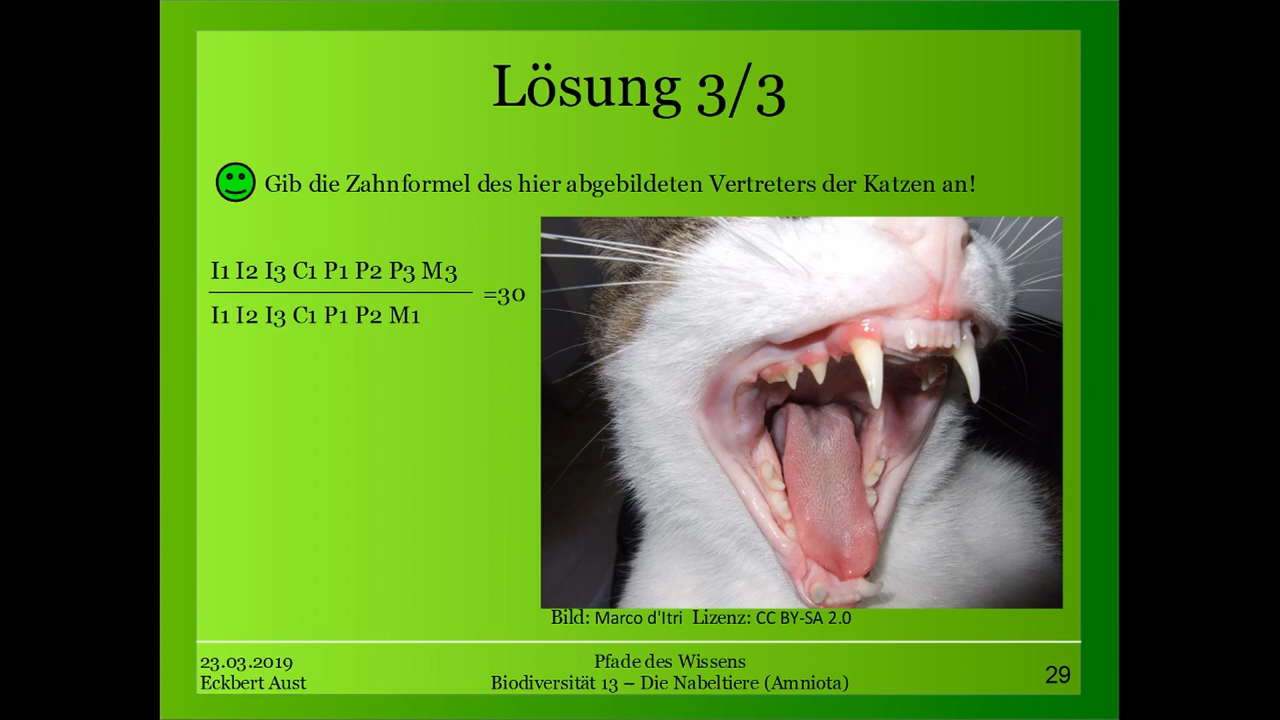 Lösung 3/3
Gib die Zahnformel des hier abgebildeten Vertreters der Katzen an!
I1 I2 I3 C1 P1 P2 P3 M3
=30
I1 I2 I3 C1 P1 P2 M1
Bild: Marco d'Itri Lizenz: CC BY-SA 2.0
23.03.2019
Eckbert Aust
Pfade des Wissens
Biodiversität 13 – Die Nabeltiere (Amniota)
29